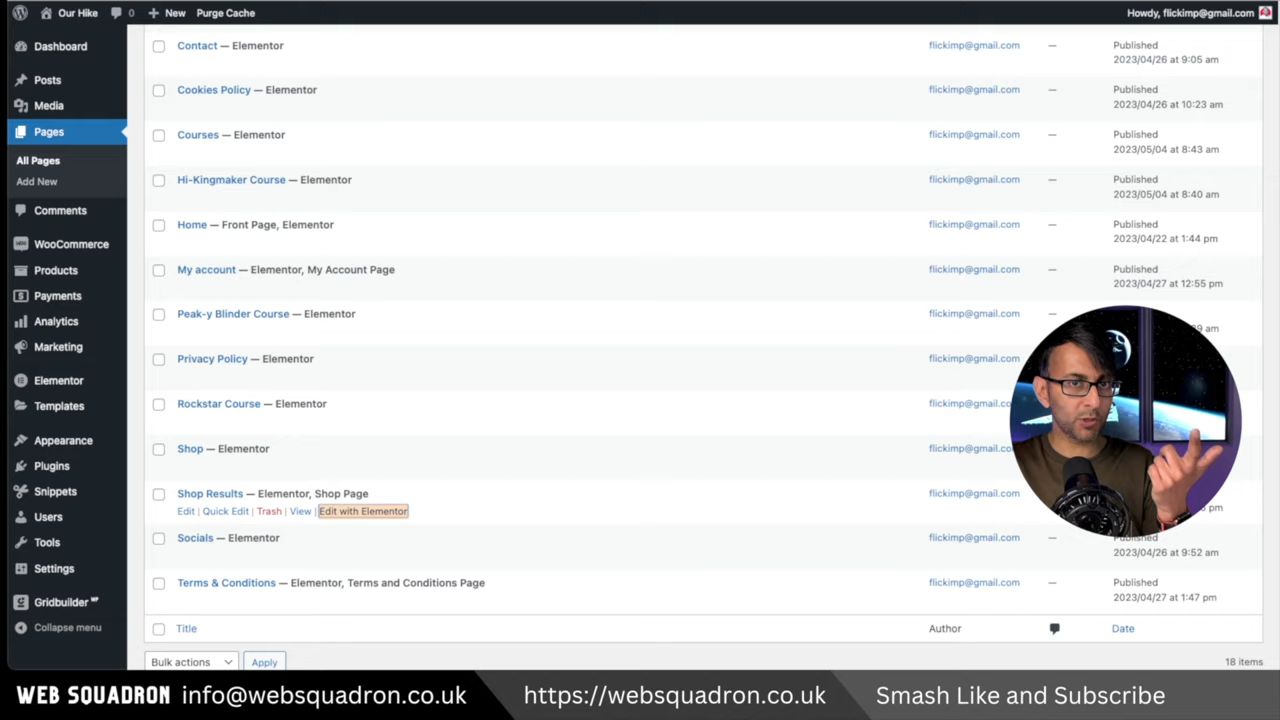 Our Hike 0 New Purge Cache Howdy, flickimp@gmail.com
Dashboard
Posts
Media
Pages
All Pages
Add New
Comments
WooCommerce
Products
Payments
Analytics
Marketing
Elementor
Templates
Appearance
Plugins
Snippets
Users
Tools
Settings
Gridbuilder WP
Collapse menu
Contact — Elementor flickimp@gmail.com — Published
2023/04/26 at 9:05 am
Cookies Policy — Elementor flickimp@gmail.com — Published
2023/04/26 at 10:23 am
Courses — Elementor flickimp@gmail.com — Published
2023/05/04 at 8:43 am
Hi-Kingmaker Course — Elementor flickimp@gmail.com — Published
2023/05/04 at 8:40 am
Home — Front Page, Elementor flickimp@gmail.com — Published
2023/04/22 at 1:44 pm
My account — Elementor, My Account Page flickimp@gmail.com — Published
2023/04/27 at 12:55 pm
Peak-y Blinder Course — Elementor flickimp@gmail.com —
am
Privacy Policy — Elementor flickimp@gmail.com
Rockstar Course — Elementor flickimp@gmail.co
Shop — Elementor flickimp@gmail.co
Shop Results — Elementor, Shop Page flickimp@gmail.com
Edit | Quick Edit | Trash | View | Edit with Elementor pm
Socials — Elementor flickimp@gmail.com — Published
2023/04/26 at 9:52 am
Terms & Conditions — Elementor, Terms and Conditions Page flickimp@gmail.com — Published
2023/04/27 at 1:47 pm
Title Author Date
Bulk actions Apply 18 items
WEB SQUADRON info@websquadron.co.uk https://websquadron.co.uk Smash Like and Subscribe